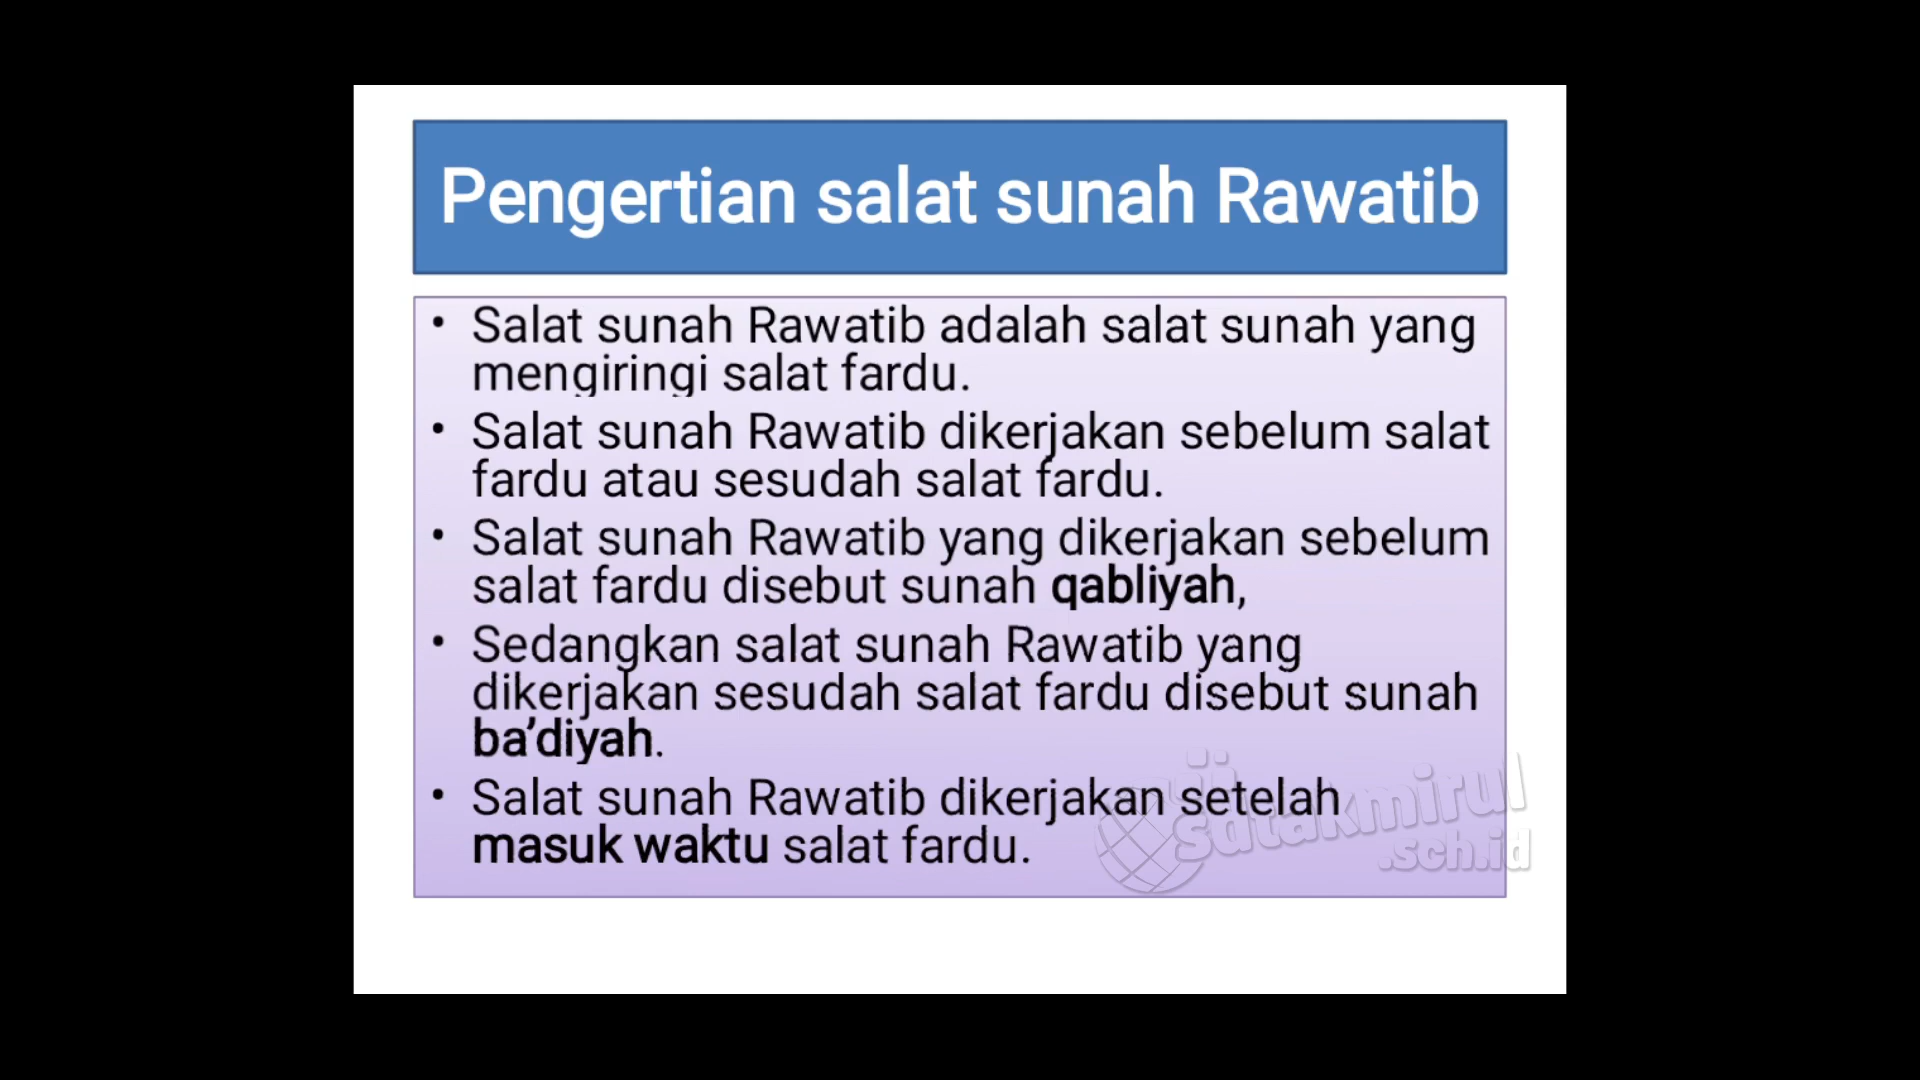 Pengertian salat sunah Rawatib
• Salat sunah Rawatib adalah salat sunah yang
mengiringi salat fardu.
• Salat sunah Rawatib dikerjakan sebelum salat
fardu atau sesudah salat fardu.
• Salat sunah Rawatib yang dikerjakan sebelum
salat fardu disebut sunah qabliyah,
• Sedangkan salat sunah Rawatib yang
dikerjakan sesudah salat fardu disebut sunah
ba’diyah.
• Salat sunah Rawatib dikerjakan setelah
masuk waktu salat fardu.
sdtakmirul
.sch.id